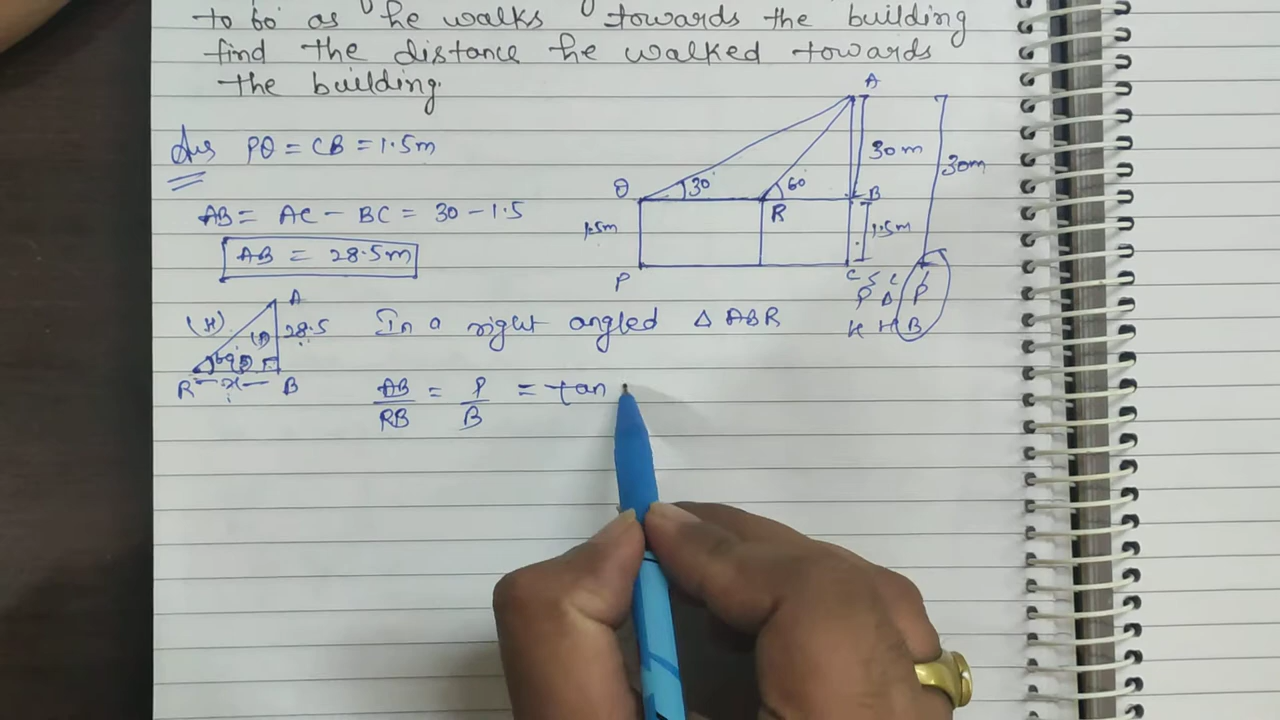 to 60° as he walks towards the building
find the distance he walked towards
the building.
Ans PQ = CB = 1.5m
AB = AC - BC = 30 - 1.5
AB = 28.5m
A
30m
30m
Q 30° 60° B
R
1.5m 1.5m
P C
S C T
P B P
H H B
A
(H) (P) 28.5
60° (B)
R x B
In a right angled Δ ABR
AB/RB = P/B = tan